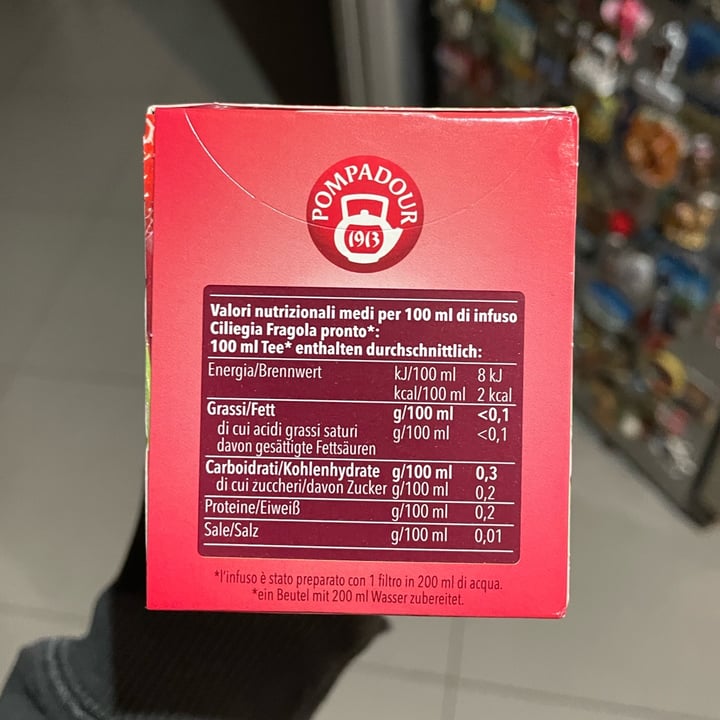 POMPADOUR
1913
Valori nutrizionali medi per 100 ml di infuso
Ciliegia Fragola pronto*:
100 ml Tee* enthalten durchschnittlich:
Energia/Brennwert kJ/100 ml 8 kJ
kcal/100 ml 2 kcal
Grassi/Fett g/100 ml <0,1
di cui acidi grassi saturi g/100 ml <0,1
davon gesättigte Fettsäuren
Carboidrati/Kohlenhydrate g/100 ml 0,3
di cui zuccheri/davon Zucker g/100 ml 0,2
Proteine/Eiweiß g/100 ml 0,2
Sale/Salz g/100 ml 0,01
*l'infuso è stato preparato con 1 filtro in 200 ml di acqua.
*ein Beutel mit 200 ml Wasser zubereitet.